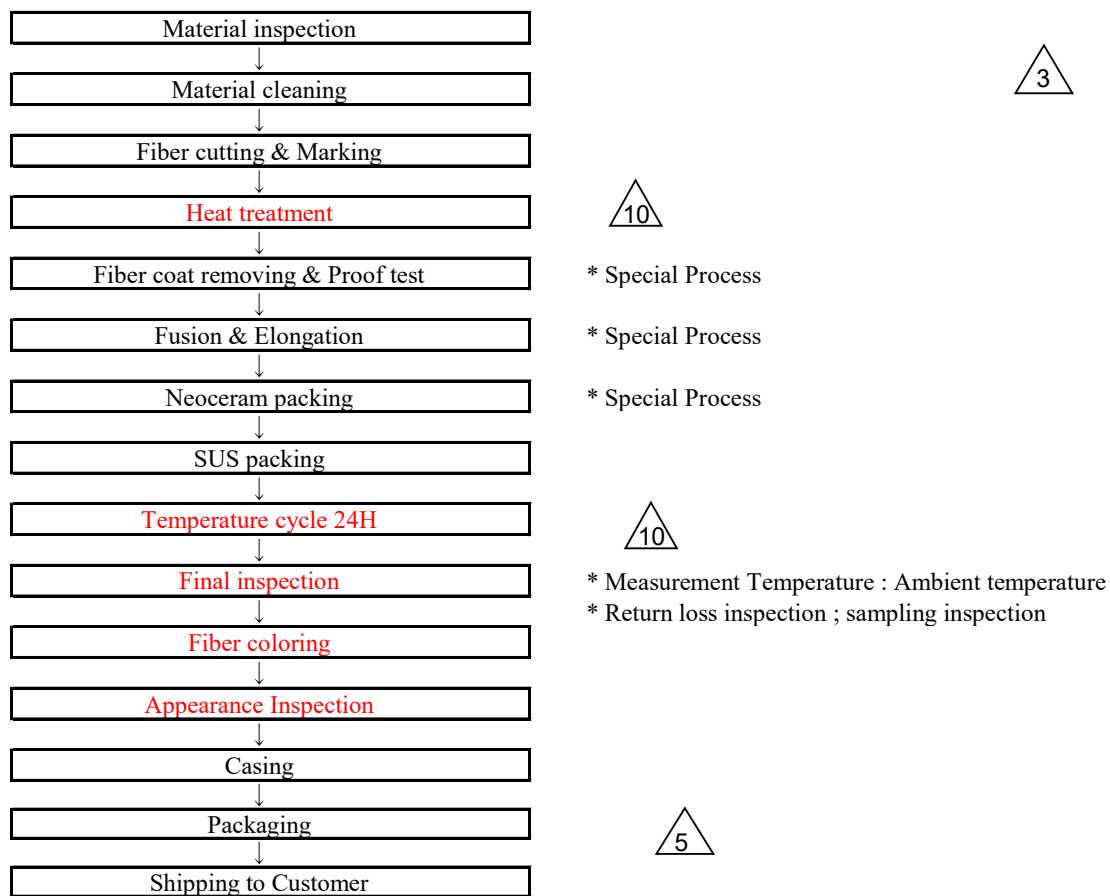 Material inspection
↓
3
Material cleaning
↓
Fiber cutting & Marking
↓
Heat treatment
10
↓
Fiber coat removing & Proof test
* Special Process
↓
Fusion & Elongation
* Special Process
↓
Neoceram packing
* Special Process
↓
SUS packing
↓
Temperature cycle 24H
10
↓
Final inspection
* Measurement Temperature : Ambient temperature
* Return loss inspection ; sampling inspection
↓
Fiber coloring
↓
Appearance Inspection
↓
Casing
↓
Packaging
5
↓
Shipping to Customer